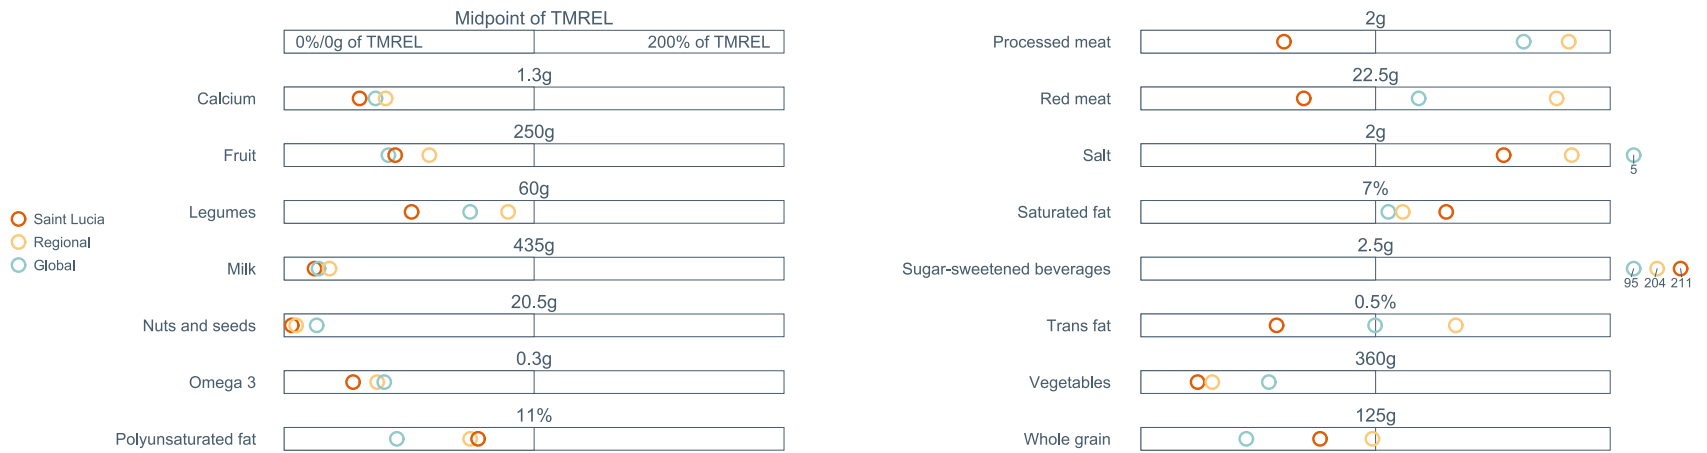 Midpoint of TMREL
0%/0g of TMREL
200% of TMREL
1.3g
Calcium
250g
Fruit
60g
Legumes
435g
Milk
20.5g
Nuts and seeds
0.3g
Omega 3
11%
Polyunsaturated fat
Saint Lucia
Regional
Global
2g
Processed meat
22.5g
Red meat
2g
Salt
5
7%
Saturated fat
2.5g
Sugar-sweetened beverages
95 204 211
0.5%
Trans fat
360g
Vegetables
125g
Whole grain